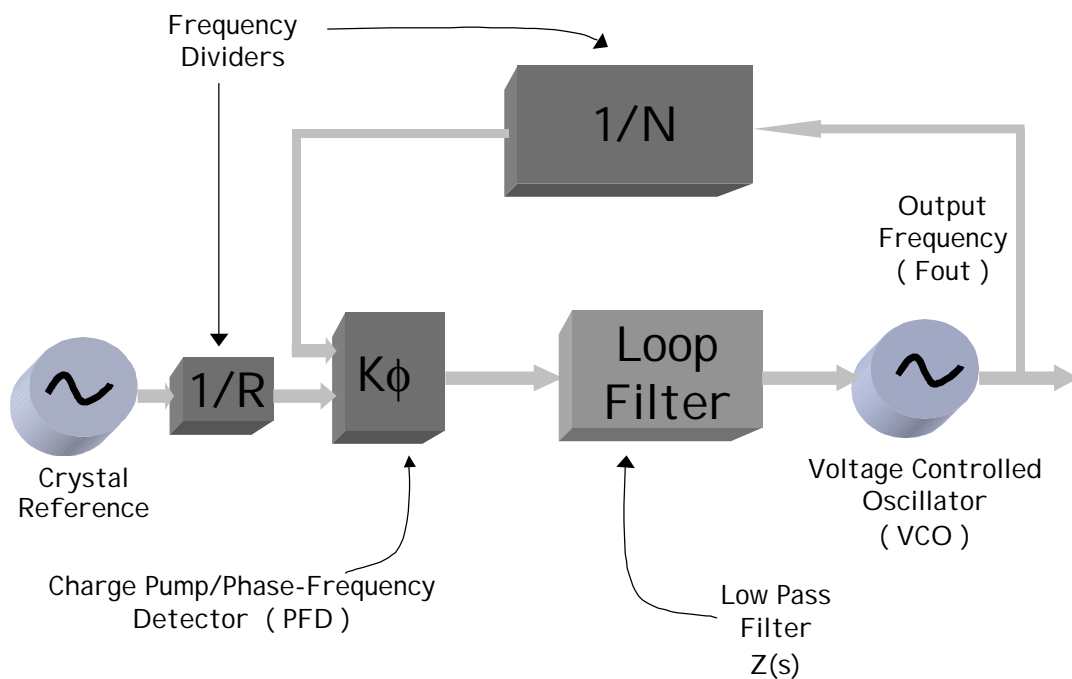 Frequency
Dividers
1/N
Output
Frequency
( Fout )
Crystal
Reference
1/R
Kϕ
Loop
Filter
Voltage Controlled
Oscillator
( VCO )
Charge Pump/Phase-Frequency
Detector ( PFD )
Low Pass
Filter
Z(s)